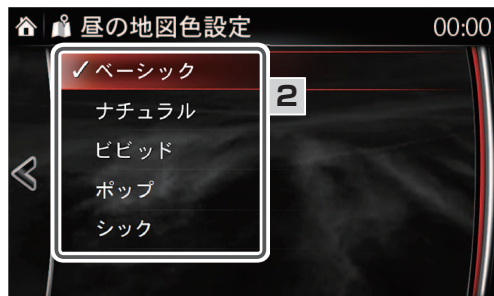 昼の地図色設定 00:00
✓ベーシック
2
ナチュラル
ビビッド
ポップ
シック